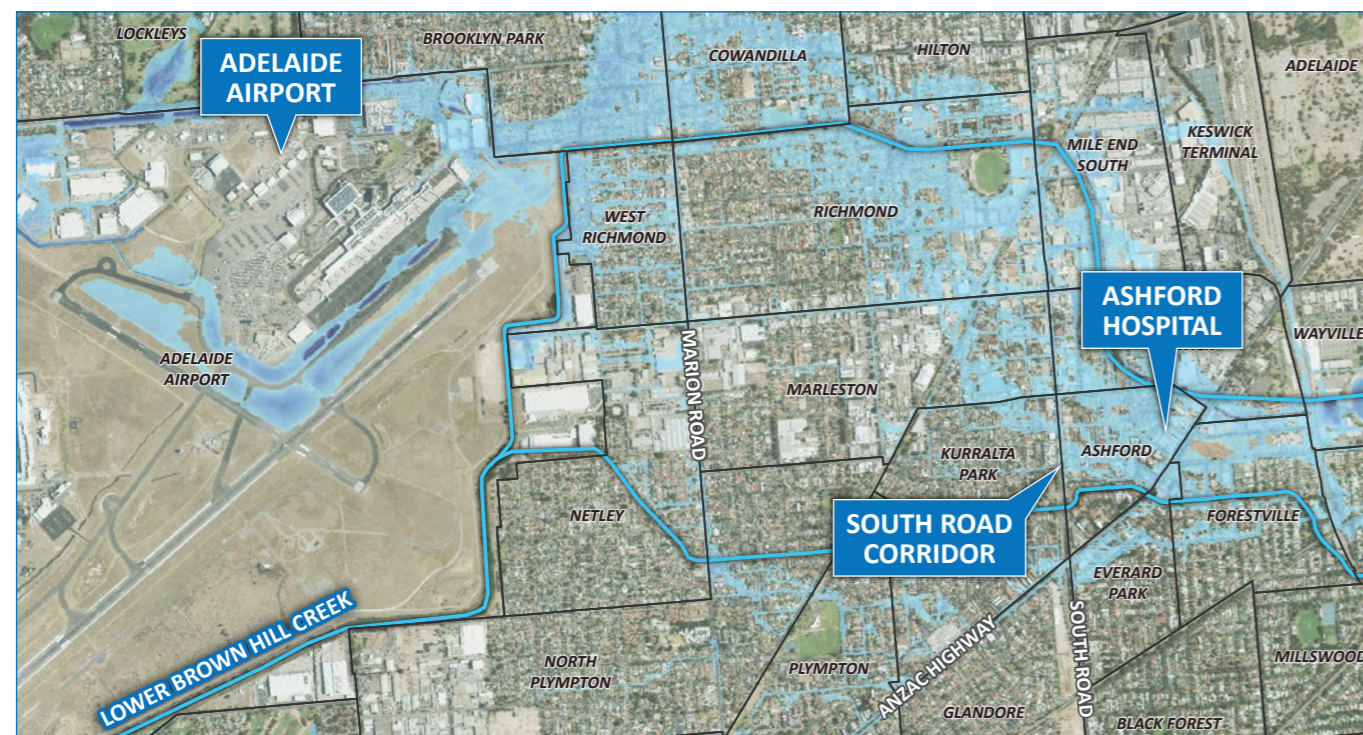 LOCKLEYS
BROOKLYN PARK
COWANDILLA
HILTON
ADELAIDE
ADELAIDE
AIRPORT
MILE END
SOUTH
KESWICK
TERMINAL
WEST
RICHMOND
RICHMOND
ASHFORD
HOSPITAL
WAYVILLE
ADELAIDE
AIRPORT
MARION ROAD
MARLESTON
KURRALTA
PARK
ASHFORD
NETLEY
SOUTH ROAD
CORRIDOR
FORESTVILLE
EVERARD
PARK
LOWER BROWN HILL CREEK
NORTH
PLYMPTON
PLYMPTON
ANZAC HIGHWAY
SOUTH ROAD
MILLSWOOD
GLANDORE
BLACK FOREST